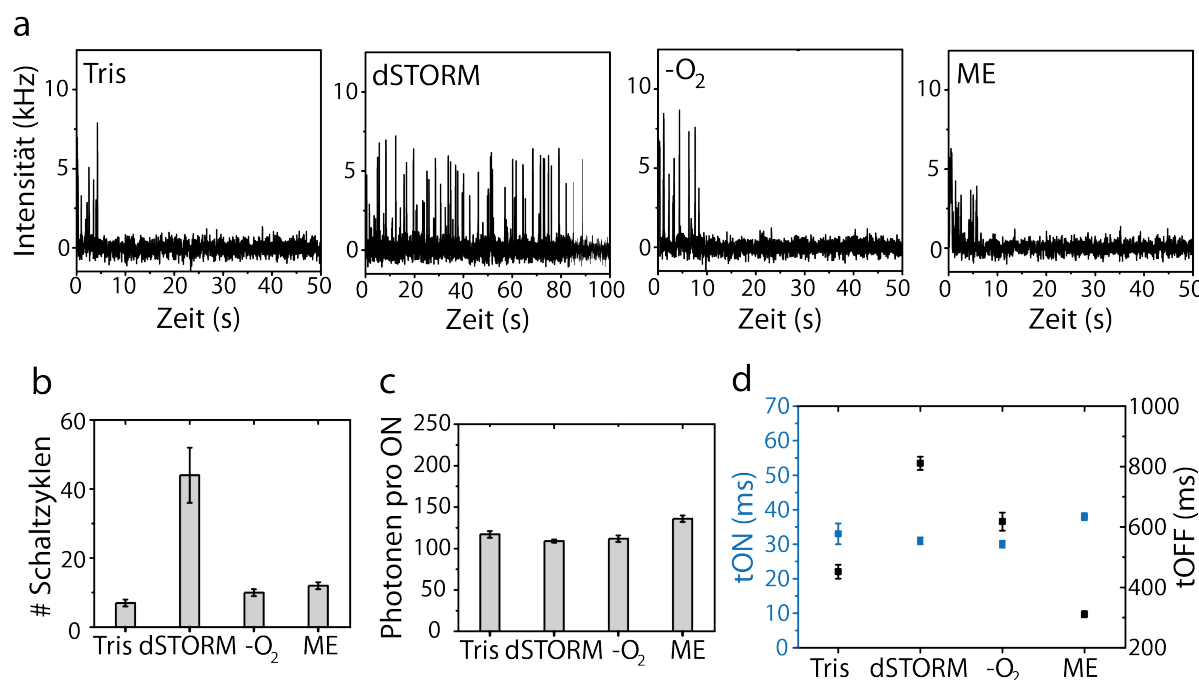 a
Tris
dSTORM
-O₂
ME
Intensität (kHz)
10
5
0
10
5
0
10
5
0
10
5
0
0 10 20 30 40 50
0 20 40 60 80 100
0 10 20 30 40 50
0 10 20 30 40 50
Zeit (s)
Zeit (s)
Zeit (s)
Zeit (s)
b
# Schaltzyklen
60
40
20
0
Tris dSTORM -O₂ ME
c
Photonen pro ON
250
200
150
100
50
0
Tris dSTORM -O₂ ME
d
tON (ms)
70
60
50
40
30
20
10
0
1000
800
600
400
200
tOFF (ms)
Tris dSTORM -O₂ ME